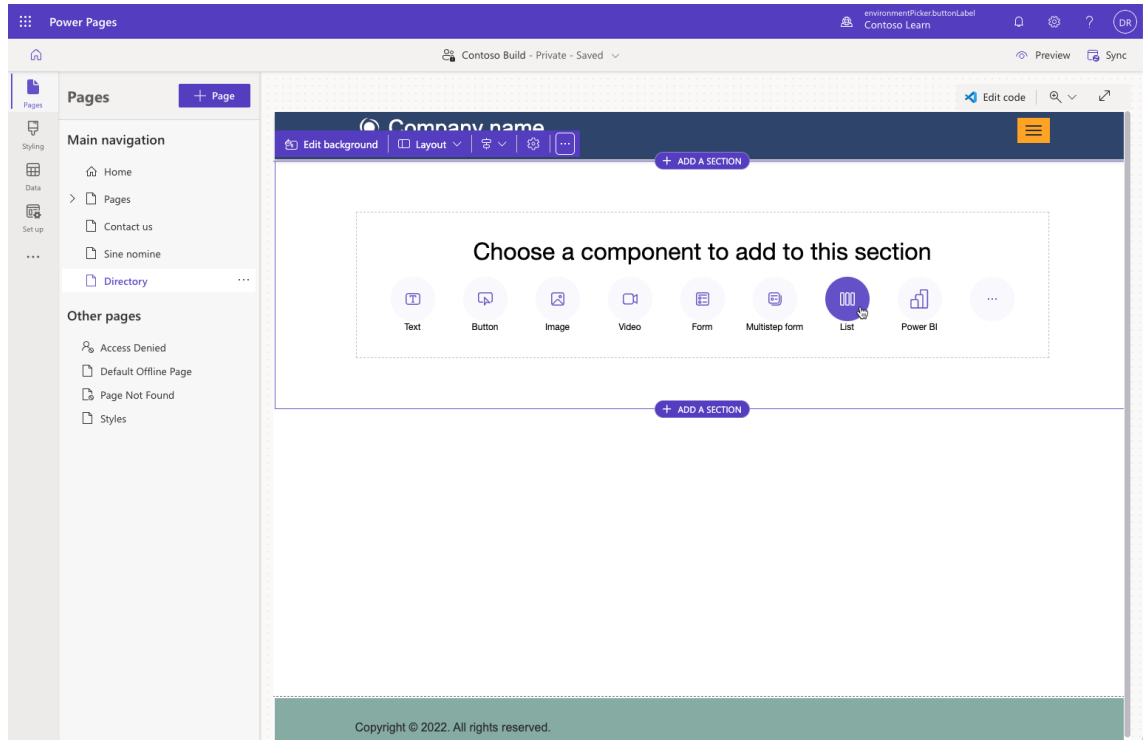 Power Pages
environmentPicker.buttonLabel
Contoso Learn
DR
Contoso Build - Private - Saved
Preview
Sync
Pages
Styling
Data
Set up
Pages
+ Page
Main navigation
Home
Pages
Contact us
Sine nomine
Directory
Other pages
Access Denied
Default Offline Page
Page Not Found
Styles
Edit code
Company name
Edit background
Layout
+ ADD A SECTION
Choose a component to add to this section
Text
Button
Image
Video
Form
Multistep form
List
Power BI
+ ADD A SECTION
Copyright © 2022. All rights reserved.